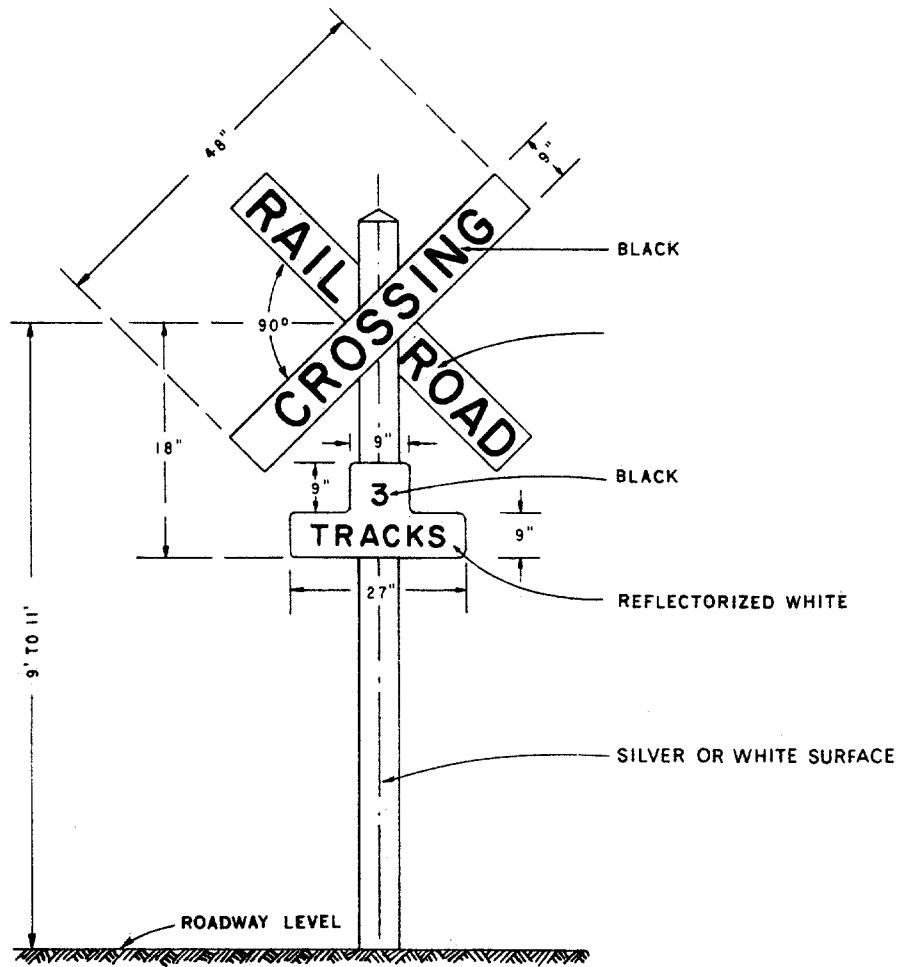 48"
9"
RAIL
CROSSING
ROAD
BLACK
90°
18"
9"
9"
3
BLACK
TRACKS
9"
27"
REFLECTORIZED WHITE
9' TO 11'
SILVER OR WHITE SURFACE
ROADWAY LEVEL